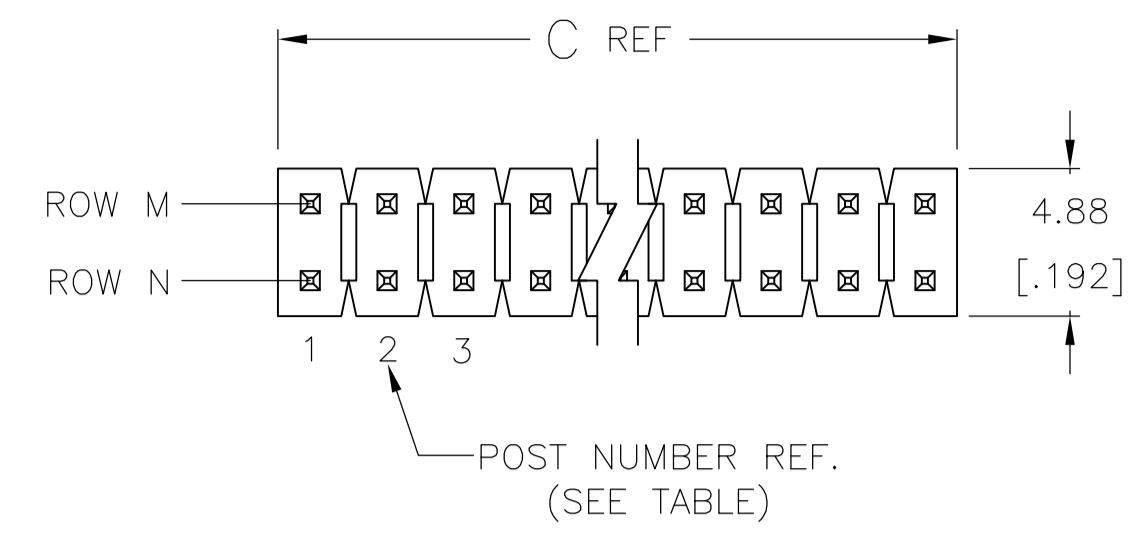 C REF
ROW M
4.88
[.192]
ROW N
1 2 3
POST NUMBER REF.
(SEE TABLE)